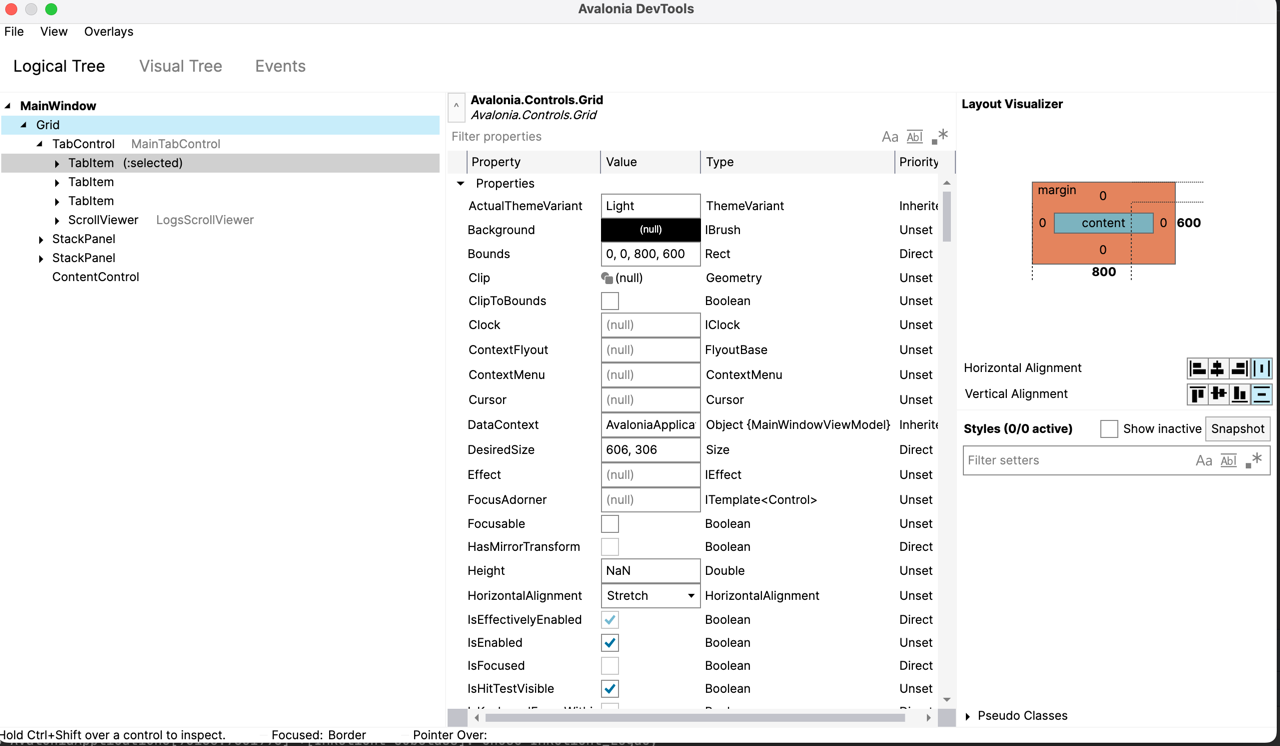 Avalonia DevTools
File View Overlays
Logical Tree Visual Tree Events
MainWindow
Grid
TabControl MainTabControl
TabItem (:selected)
TabItem
TabItem
ScrollViewer LogsScrollViewer
StackPanel
StackPanel
ContentControl
^
Avalonia.Controls.Grid
Avalonia.Controls.Grid
Filter properties Aa Abl .*
Property Value Type Priority
Properties
ActualThemeVariant Light ThemeVariant Inherite
Background (null) IBrush Unset
Bounds 0, 0, 800, 600 Rect Direct
Clip (null) Geometry Unset
ClipToBounds Boolean Unset
Clock (null) IClock Unset
ContextFlyout (null) FlyoutBase Unset
ContextMenu (null) ContextMenu Unset
Cursor (null) Cursor Unset
DataContext AvaloniaApplica Object {MainWindowViewModel} Inherite
DesiredSize 606, 306 Size Direct
Effect (null) IEffect Unset
FocusAdorner (null) ITemplate<Control> Unset
Focusable Boolean Unset
HasMirrorTransform Boolean Direct
Height NaN Double Unset
HorizontalAlignment Stretch HorizontalAlignment Unset
IsEffectivelyEnabled Boolean Direct
IsEnabled Boolean Unset
IsFocused Boolean Direct
IsHitTestVisible Boolean Unset
Layout Visualizer
margin 0
0 content 0 600
0
800
Horizontal Alignment
Vertical Alignment
Styles (0/0 active) Show inactive Snapshot
Filter setters Aa Abl .*
Pseudo Classes
Hold Ctrl+Shift over a control to inspect. Focused: Border Pointer Over: